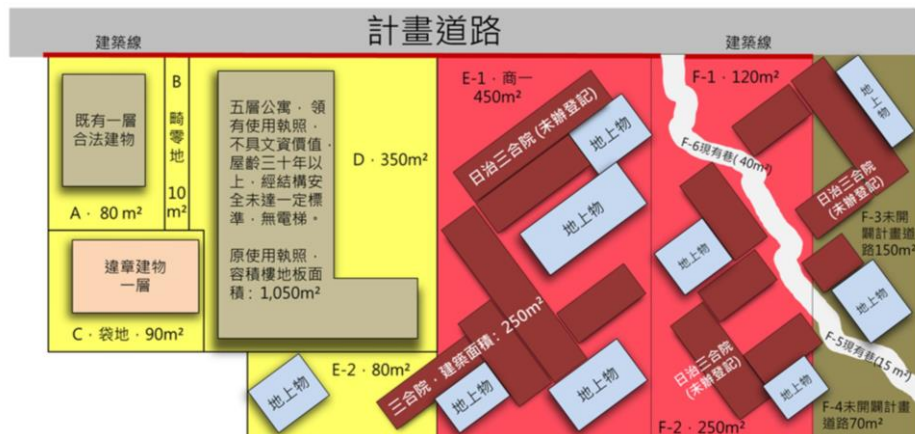 計畫道路
建築線
建築線
既有一層
合法建物
A．80 m²
B
畸零地
10
m²
違章建物
一層
C．袋地．90m²
五層公寓，領
有使用執照，
不具文資價值，
屋齡三十年以
上，經結構安
全未達一定標
準，無電梯。
原使用執照，
容積樓地板面
積：1,050m²
D．350m²
E-1．商一
450m²
日治三合院 (未辦登記)
地上物
地上物
三合院．建築面積：250m²
地上物
地上物
E-2．80m²
地上物
F-1．120m²
F-6現有巷(40m²)
地上物
日治三合院
(未辦登記)
F-3未開
闢計畫道
路150m²
地上物
地上物
日治三合院
(未辦登記)
地上物
F-2．250m²
F-5現有巷(15 m²)
F-4未開闢計畫
道路70m²